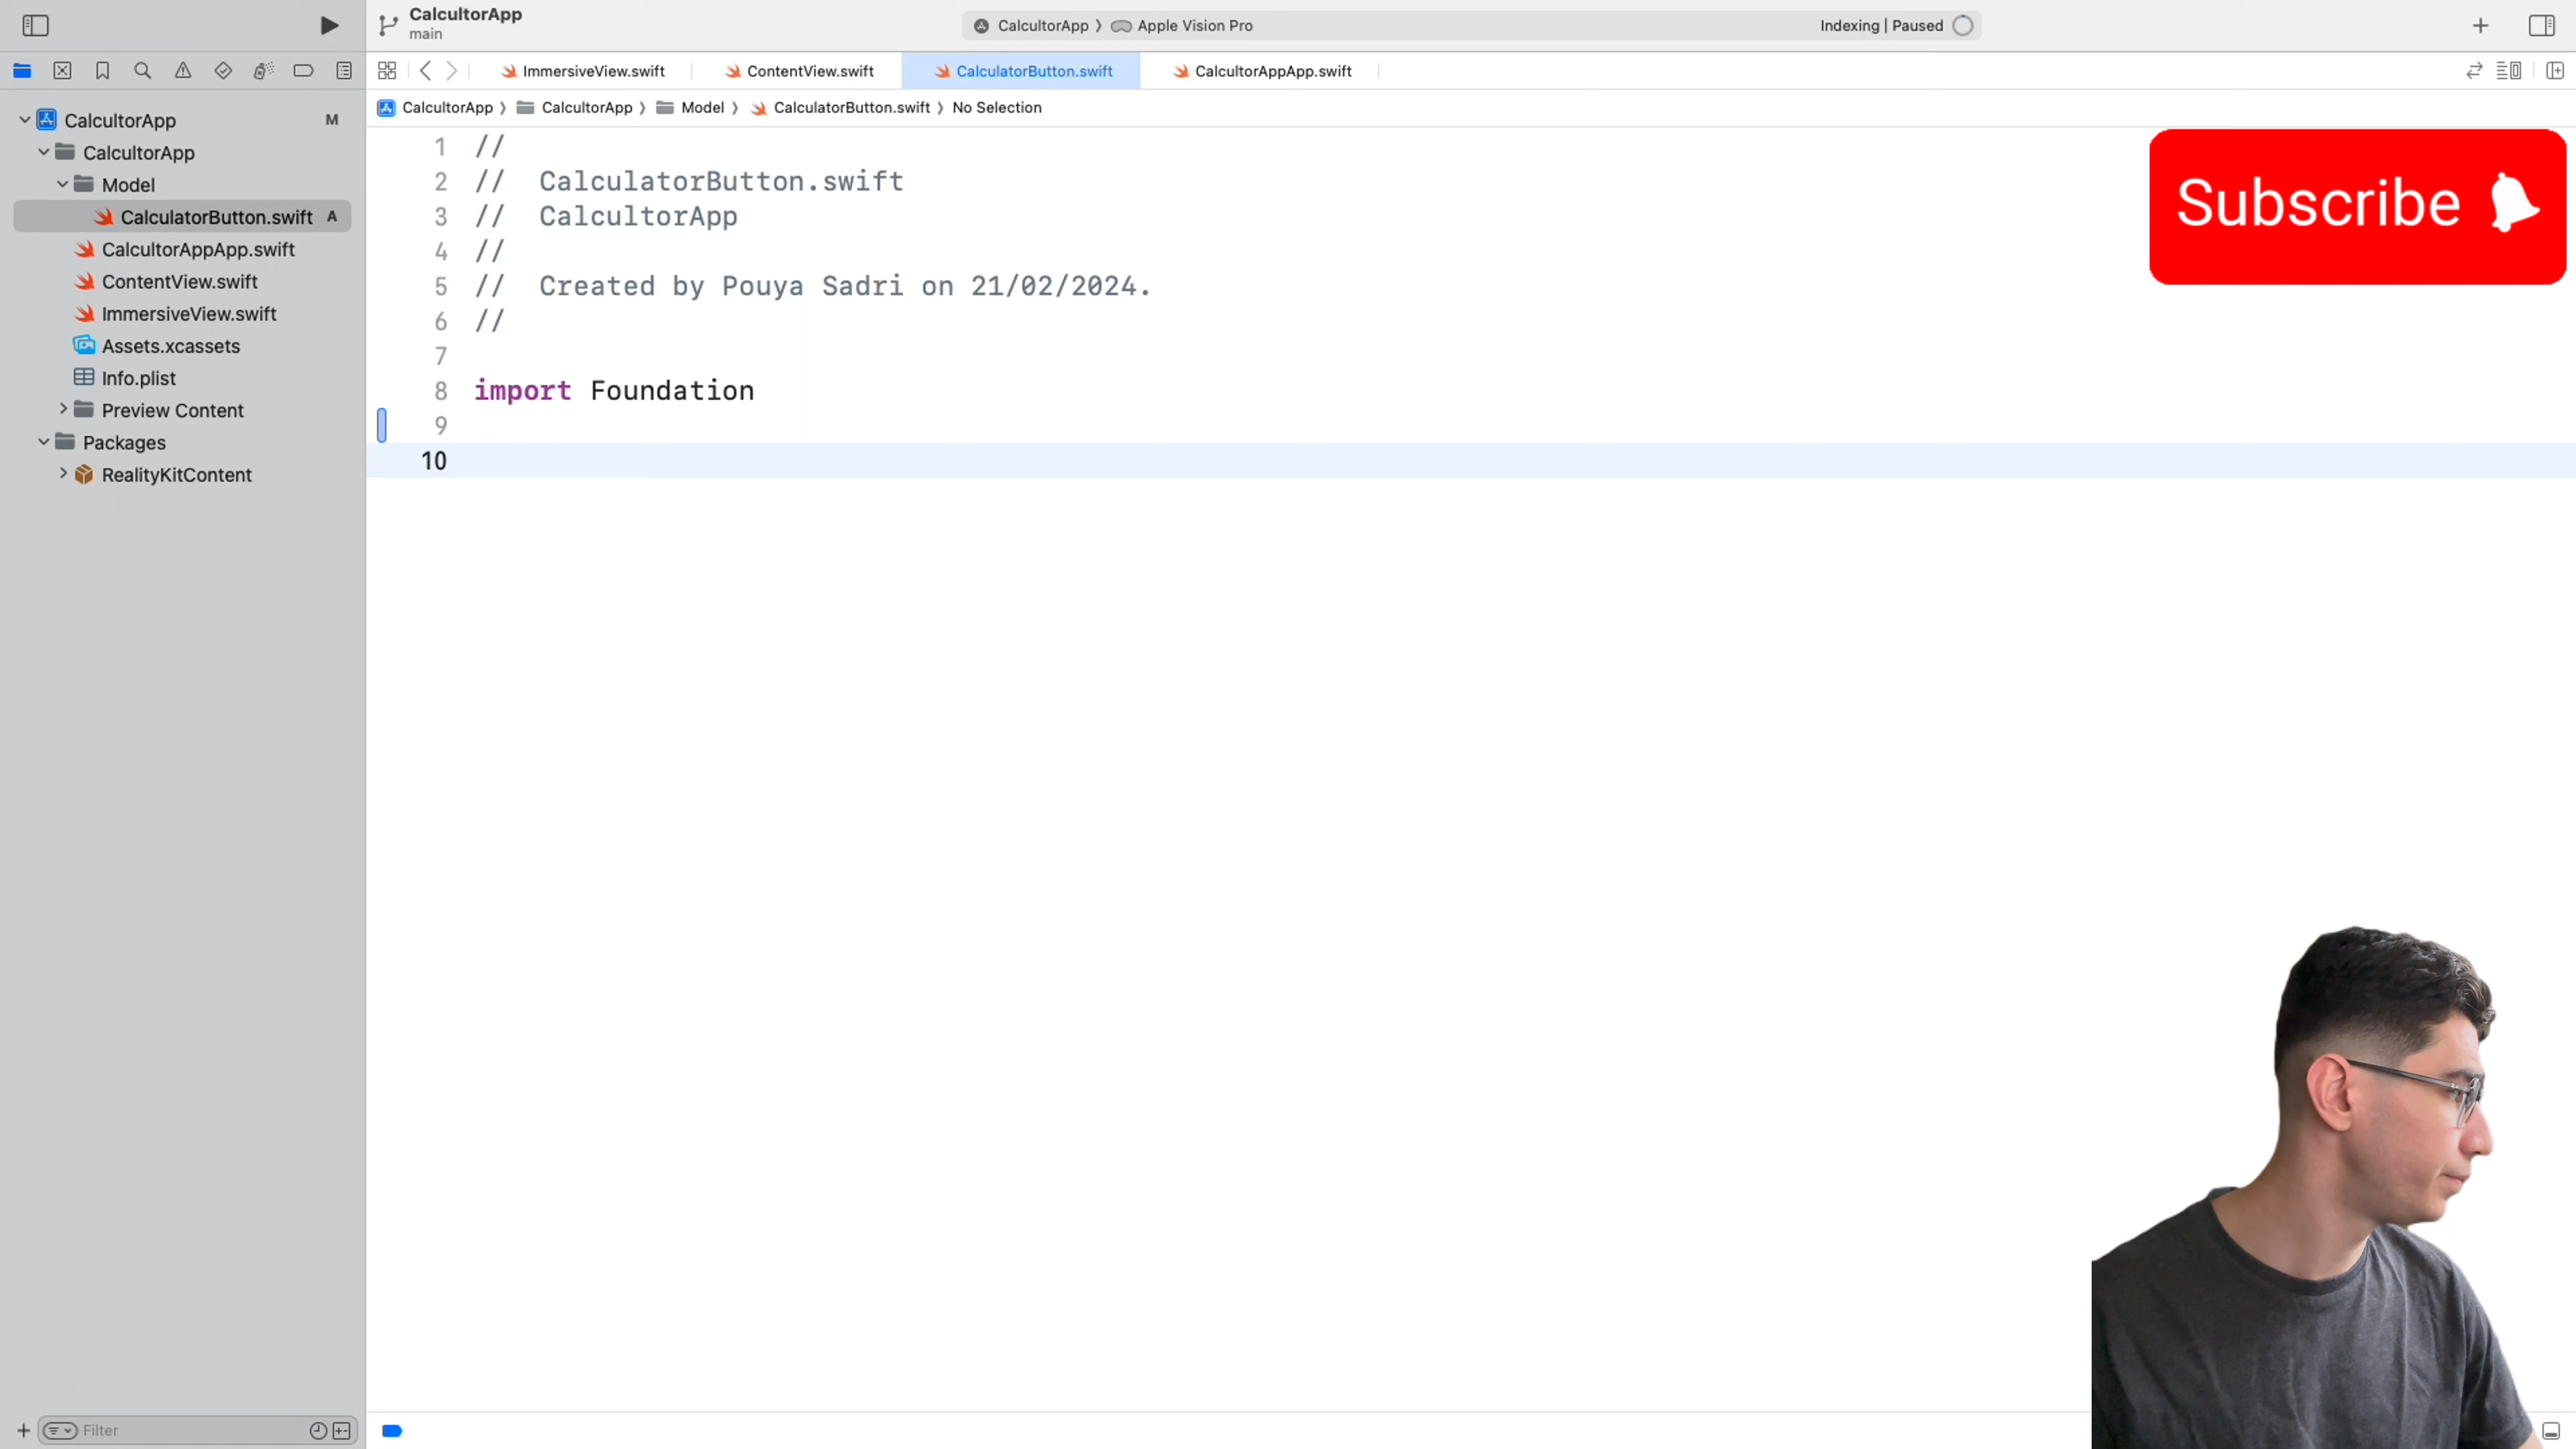 CalcultorApp
main
CalcultorApp 〉 Apple Vision Pro
Indexing | Paused
ImmersiveView.swift
ContentView.swift
CalculatorButton.swift
CalcultorAppApp.swift
CalcultorApp 〉 CalcultorApp 〉 Model 〉 CalculatorButton.swift 〉 No Selection
CalcultorApp M
CalcultorApp
Model
CalculatorButton.swift A
CalcultorAppApp.swift
ContentView.swift
ImmersiveView.swift
Assets.xcassets
Info.plist
Preview Content
Packages
RealityKitContent
Filter
1 //
2 // CalculatorButton.swift
3 // CalcultorApp
4 //
5 // Created by Pouya Sadri on 21/02/2024.
6 //
7
8 import Foundation
9
10
Subscribe